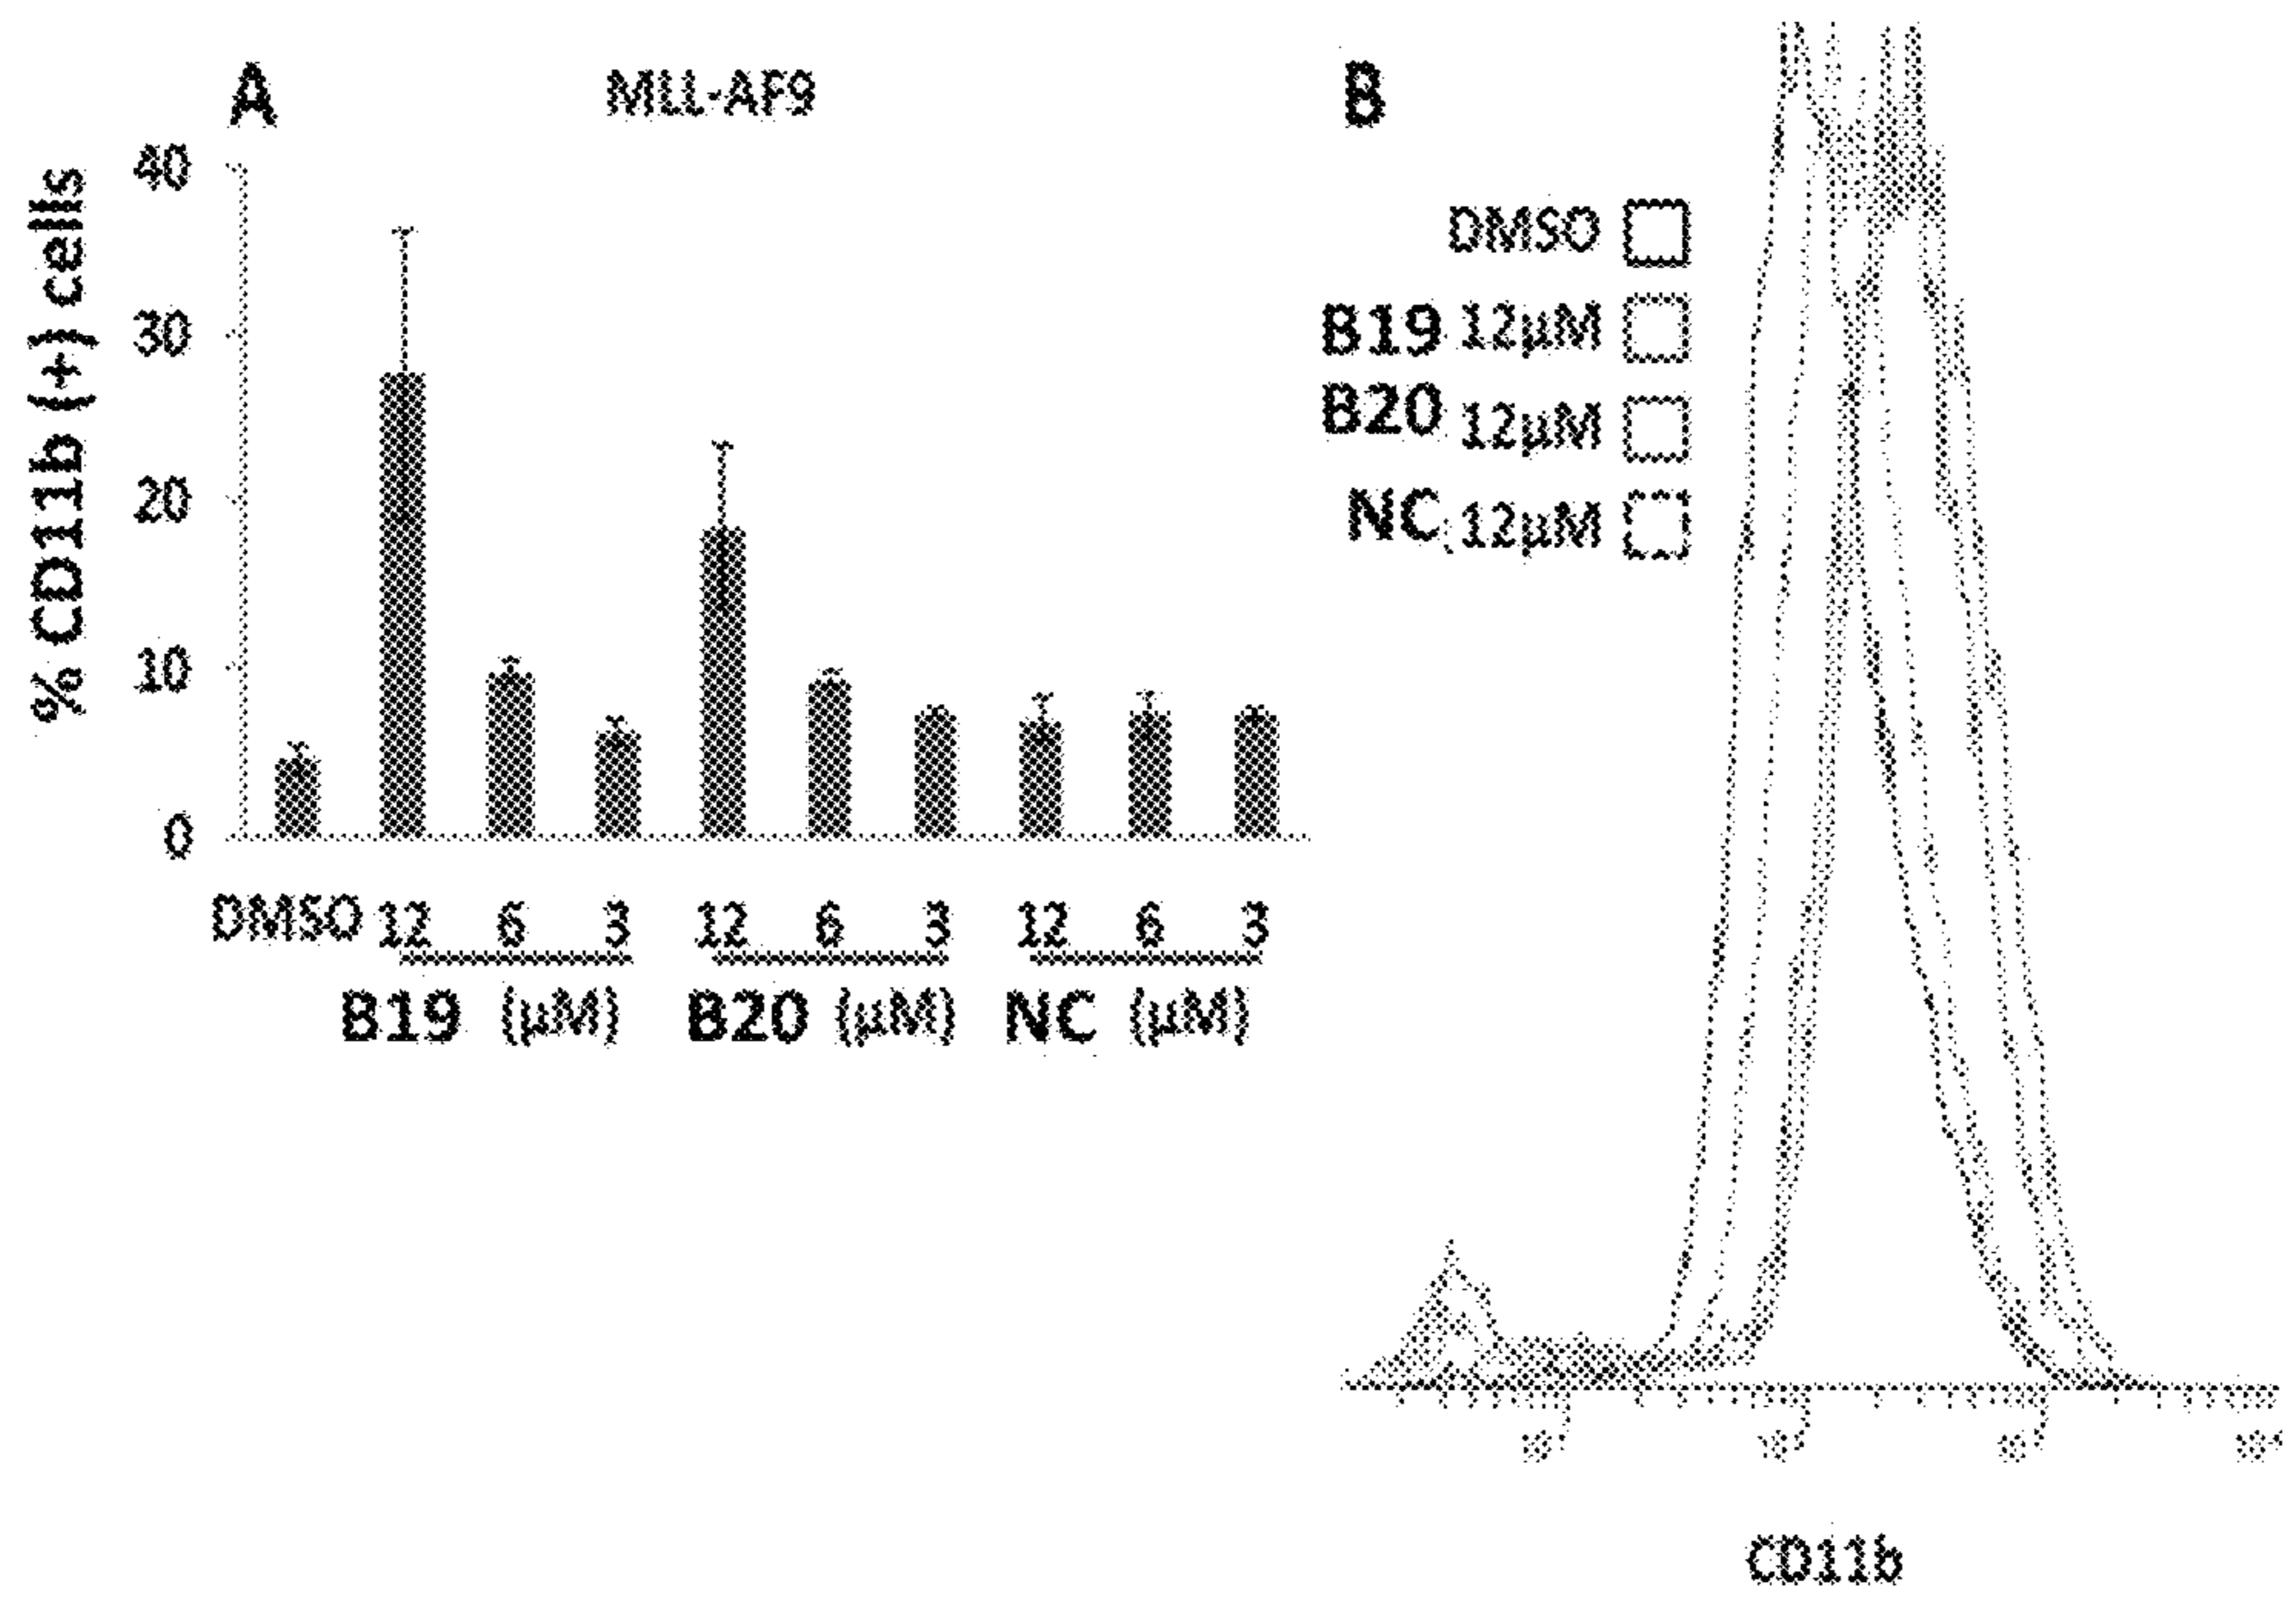 A
MLL-AF9
% CD11b (+) cells
40
30
20
10
0
DMSO 12 6 3 12 6 3 12 6 3
B19 (µM) B20 (µM) NC (µM)
B
DMSO
B19 12µM
B20 12µM
NC 12µM
CD11b